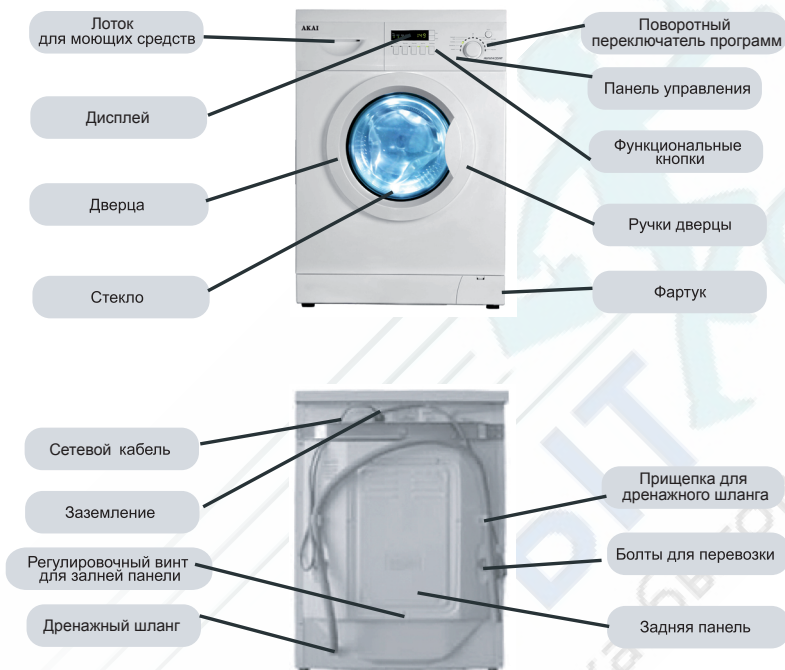 Лоток
для моющих средств
Дисплей
Дверца
Стекло
AKAI
Поворотный
переключатель программ
Панель управления
Функциональные
кнопки
Ручки дверцы
Фартук
Сетевой кабель
Заземление
Регулировочный винт
для залней панели
Дренажный шланг
Прищепка для
дренажного шланга
Болты для перевозки
Задняя панель